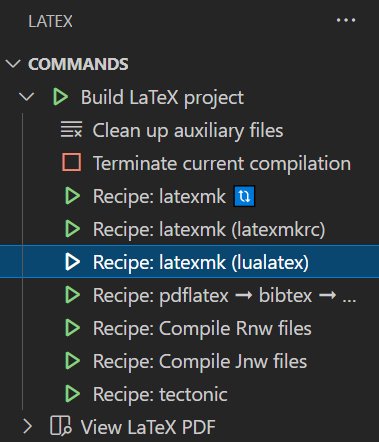 LATEX
COMMANDS
Build LaTeX project
Clean up auxiliary files
Terminate current compilation
Recipe: latexmk 🔃
Recipe: latexmk (latexmkrc)
Recipe: latexmk (lualatex)
Recipe: pdflatex ➞ bibtex ➞ ...
Recipe: Compile Rnw files
Recipe: Compile Jnw files
Recipe: tectonic
View LaTeX PDF